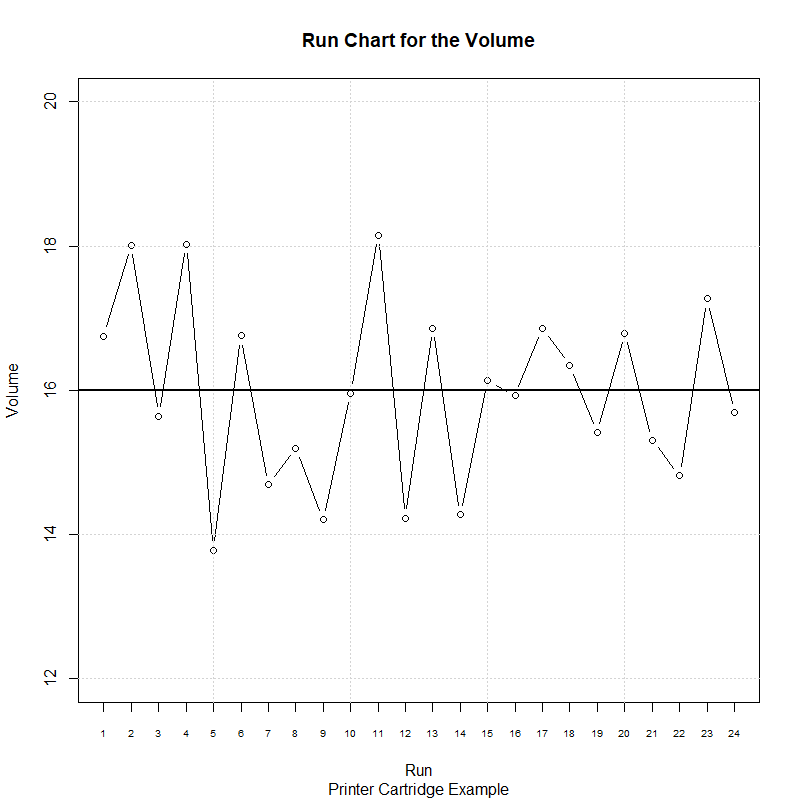 Run Chart for the Volume
Volume
20
18
16
14
12
1 2 3 4 5 6 7 8 9 10 11 12 13 14 15 16 17 18 19 20 21 22 23 24
Run
Printer Cartridge Example